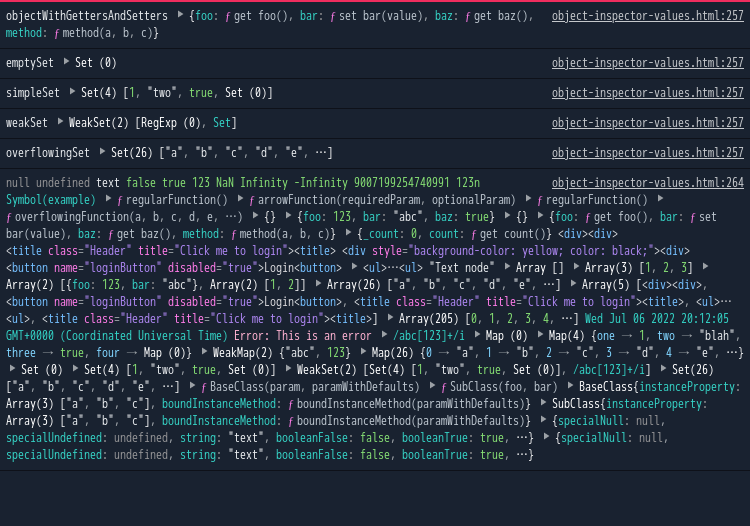 objectWithGettersAndSetters ▶ {foo: ƒ get foo(), bar: ƒ set bar(value), baz: ƒ get baz(), object-inspector-values.html:257
method: ƒ method(a, b, c)}
emptySet ▶ Set (0) object-inspector-values.html:257
simpleSet ▶ Set(4) [1, "two", true, Set (0)] object-inspector-values.html:257
weakSet ▶ WeakSet(2) [RegExp (0), Set] object-inspector-values.html:257
overflowingSet ▶ Set(26) ["a", "b", "c", "d", "e", …] object-inspector-values.html:257
null undefined text false true 123 NaN Infinity -Infinity 9007199254740991 123n object-inspector-values.html:264
Symbol(example) ▶ ƒ regularFunction() ▶ ƒ arrowFunction(requiredParam, optionalParam) ▶ ƒ regularFunction() ▶
ƒ overflowingFunction(a, b, c, d, e, …) ▶ {} ▶ {foo: 123, bar: "abc", baz: true} ▶ {} ▶ {foo: ƒ get foo(), bar: ƒ set
bar(value), baz: ƒ get baz(), method: ƒ method(a, b, c)} ▶ {_count: 0, count: ƒ get count()} <div><div>
<title class="Header" title="Click me to login"><title> <div style="background-color: yellow; color: black;"><div>
<button name="loginButton" disabled="true">Login<button> ▶ <ul>⋯<ul> "Text node" ▶ Array [] ▶ Array(3) [1, 2, 3] ▶
Array(2) [{foo: 123, bar: "abc"}, Array(2) [1, 2]] ▶ Array(26) ["a", "b", "c", "d", "e", …] ▶ Array(5) [<div><div>,
<button name="loginButton" disabled="true">Login<button>, <title class="Header" title="Click me to login"><title>, <ul>⋯
<ul>, <title class="Header" title="Click me to login"><title>] ▶ Array(205) [0, 1, 2, 3, 4, …] Wed Jul 06 2022 20:12:05
GMT+0000 (Coordinated Universal Time) Error: This is an error ▶ /abc[123]+/i ▶ Map (0) ▶ Map(4) {one → 1, two → "blah",
three → true, four → Map (0)} ▶ WeakMap(2) {"abc", 123} ▶ Map(26) {0 → "a", 1 → "b", 2 → "c", 3 → "d", 4 → "e", …}
▶ Set (0) ▶ Set(4) [1, "two", true, Set (0)] ▶ WeakSet(2) [Set(4) [1, "two", true, Set (0)], /abc[123]+/i] ▶ Set(26)
["a", "b", "c", "d", "e", …] ▶ ƒ BaseClass(param, paramWithDefaults) ▶ ƒ SubClass(foo, bar) ▶ BaseClass{instanceProperty:
Array(3) ["a", "b", "c"], boundInstanceMethod: ƒ boundInstanceMethod(paramWithDefaults)} ▶ SubClass{instanceProperty:
Array(3) ["a", "b", "c"], boundInstanceMethod: ƒ boundInstanceMethod(paramWithDefaults)} ▶ {specialNull: null,
specialUndefined: undefined, string: "text", booleanFalse: false, booleanTrue: true, …} ▶ {specialNull: null,
specialUndefined: undefined, string: "text", booleanFalse: false, booleanTrue: true, …}